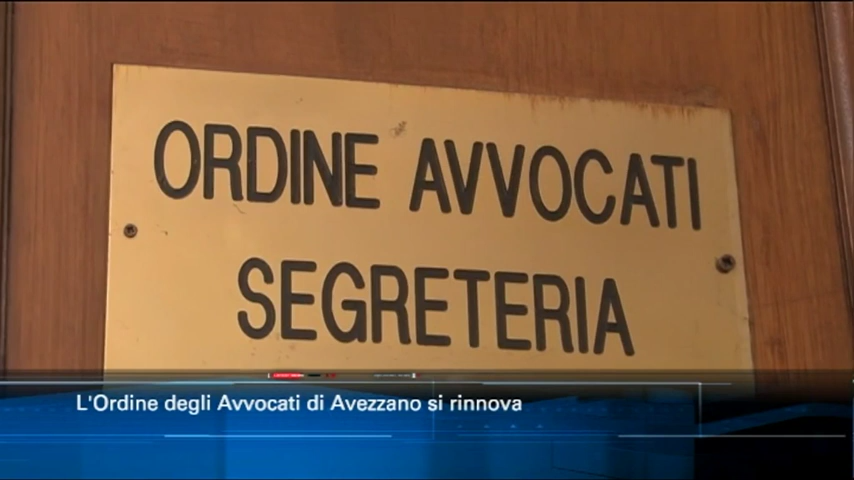 ORDINE AVVOCATI
SEGRETERIA
L'Ordine degli Avvocati di Avezzano si rinnova